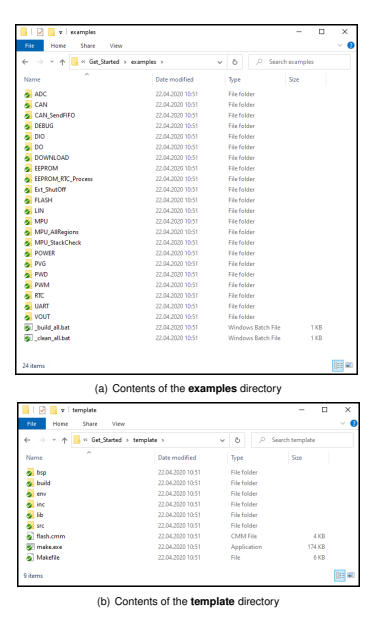 examples
File Home Share View
« Get_Started › examples ›
Search examples
Name Date modified Type Size
ADC 22.04.2020 10:51 File folder
CAN 22.04.2020 10:51 File folder
CAN_SendFIFO 22.04.2020 10:51 File folder
DEBUG 22.04.2020 10:51 File folder
DIO 22.04.2020 10:51 File folder
DO 22.04.2020 10:51 File folder
DOWNLOAD 22.04.2020 10:51 File folder
EEPROM 22.04.2020 10:51 File folder
EEPROM_RTC_Process 22.04.2020 10:51 File folder
Ext_ShutOff 22.04.2020 10:51 File folder
FLASH 22.04.2020 10:51 File folder
LIN 22.04.2020 10:51 File folder
MPU 22.04.2020 10:51 File folder
MPU_AllRegions 22.04.2020 10:51 File folder
MPU_StackCheck 22.04.2020 10:51 File folder
POWER 22.04.2020 10:51 File folder
PVG 22.04.2020 10:51 File folder
PWD 22.04.2020 10:51 File folder
PWM 22.04.2020 10:51 File folder
RTC 22.04.2020 10:51 File folder
UART 22.04.2020 10:51 File folder
VOUT 22.04.2020 10:51 File folder
_build_all.bat 22.04.2020 10:51 Windows Batch File 1 KB
_clean_all.bat 22.04.2020 10:51 Windows Batch File 1 KB
24 items
(a) Contents of the examples directory
template
File Home Share View
« Get_Started › template ›
Search template
Name Date modified Type Size
bsp 22.04.2020 10:51 File folder
build 22.04.2020 10:51 File folder
env 22.04.2020 10:51 File folder
inc 22.04.2020 10:51 File folder
lib 22.04.2020 10:51 File folder
src 22.04.2020 10:51 File folder
flash.cmm 22.04.2020 10:51 CMM File 4 KB
make.exe 22.04.2020 10:51 Application 174 KB
Makefile 22.04.2020 10:51 File 6 KB
9 items
(b) Contents of the template directory